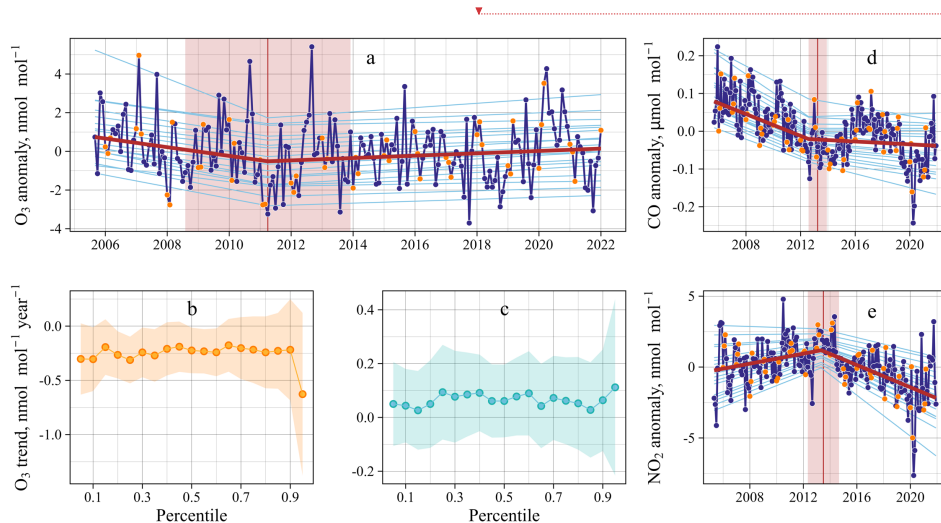 a
O₃ anomaly, nmol mol⁻¹
4
2
0
-2
-4
2006 2008 2010 2012 2014 2016 2018 2020 2022
d
CO anomaly, µmol mol⁻¹
0.2
0.1
0.0
-0.1
-0.2
2008 2012 2016 2020
b
O₃ trend, nmol mol⁻¹ year⁻¹
0.0
-0.5
-1.0
0.1 0.3 0.5 0.7 0.9
Percentile
c
0.4
0.2
0.0
-0.2
0.1 0.3 0.5 0.7 0.9
Percentile
e
NO₂ anomaly, nmol mol⁻¹
5
0
-5
2008 2012 2016 2020